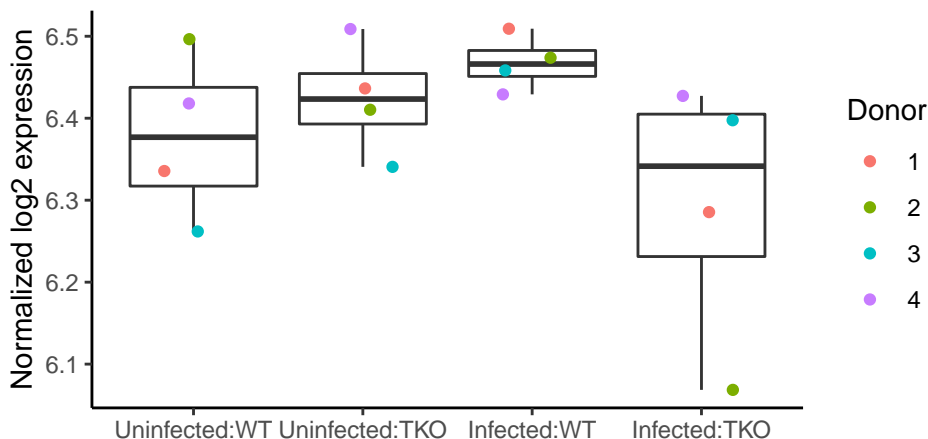 Normalized log2 expression
6.5
6.4
6.3
6.2
6.1
Uninfected:WT
Uninfected:TKO
Infected:WT
Infected:TKO
Donor
1
2
3
4